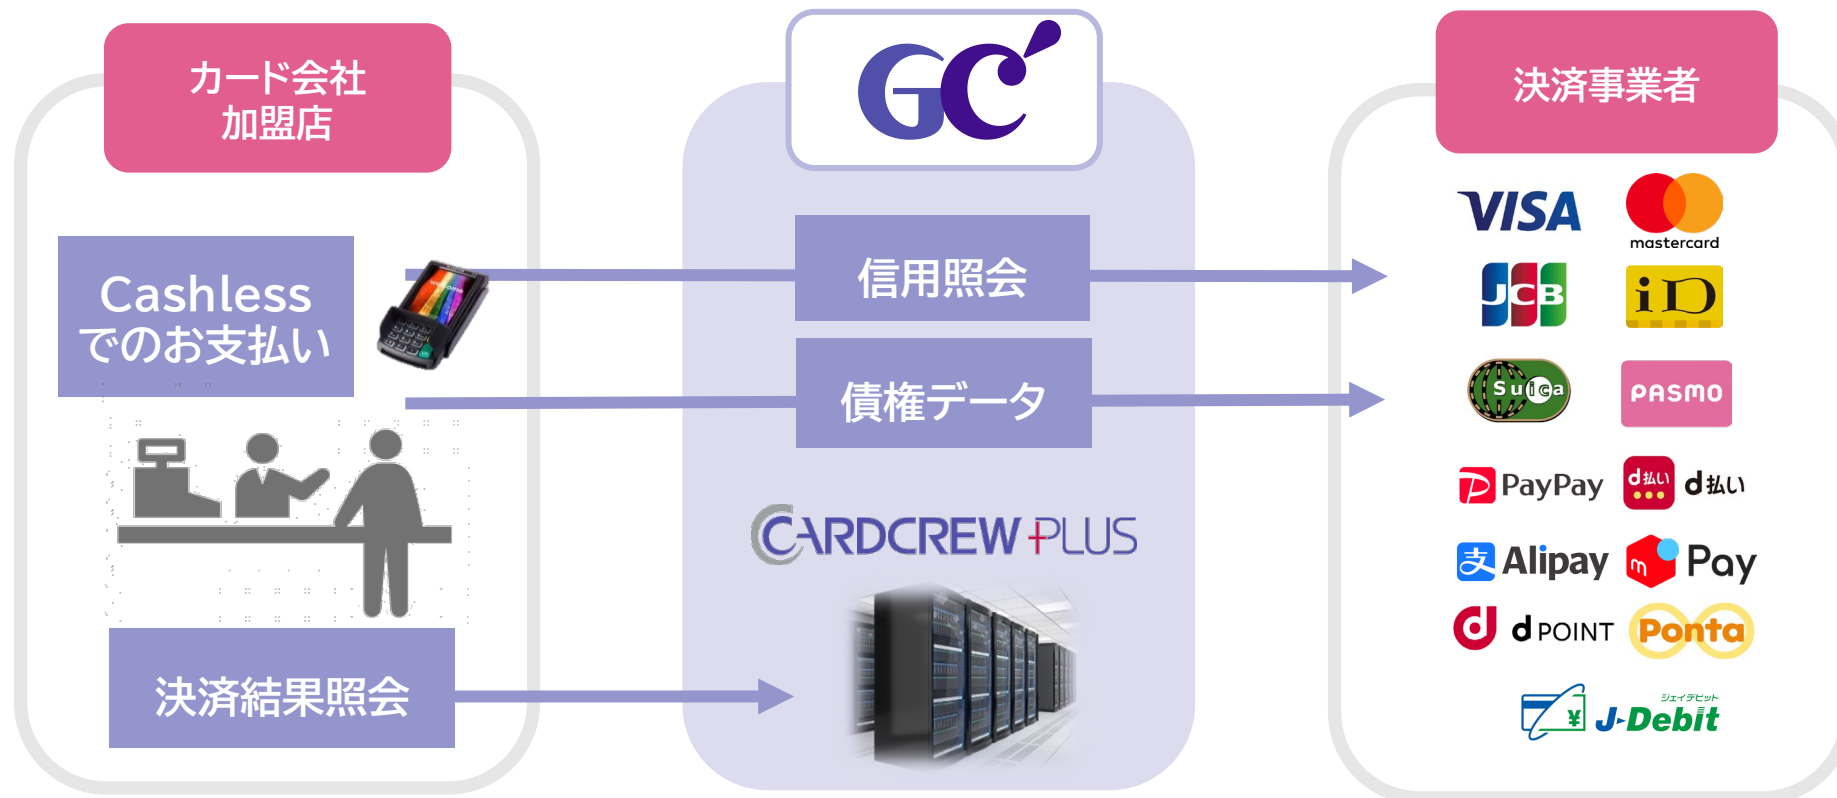 カード会社
加盟店
Cashless
でのお支払い
welcome
決済結果照会
GC
信用照会
債権データ
CARDCREW PLUS
決済事業者
VISA
mastercard
JCB
iD
Suica
PASMO
PayPay
d払い
d払い
支 Alipay
m Pay
d d POINT
Ponta
ジェイデビット
¥ J-Debit